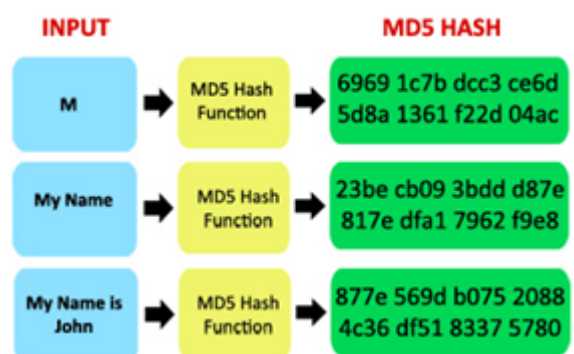 INPUT
MD5 HASH
M
MD5 Hash
Function
6969 1c7b dcc3 ce6d
5d8a 1361 f22d 04ac
My Name
MD5 Hash
Function
23be cb09 3bdd d87e
817e dfa1 7962 f9e8
My Name is
John
MD5 Hash
Function
877e 569d b075 2088
4c36 df51 8337 5780